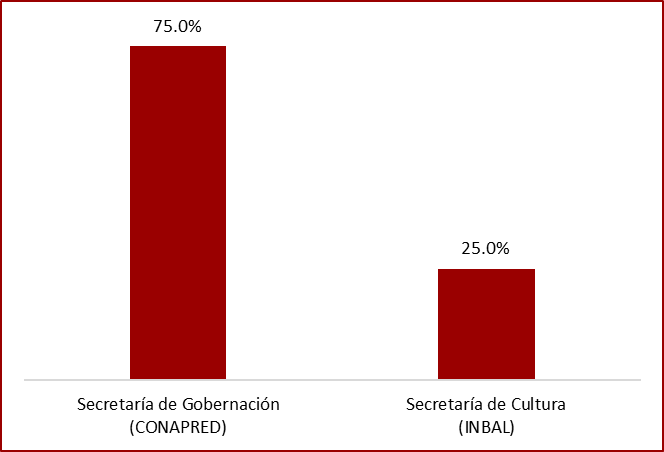 75.0%
25.0%
Secretaría de Gobernación
(CONAPRED)
Secretaría de Cultura
(INBAL)